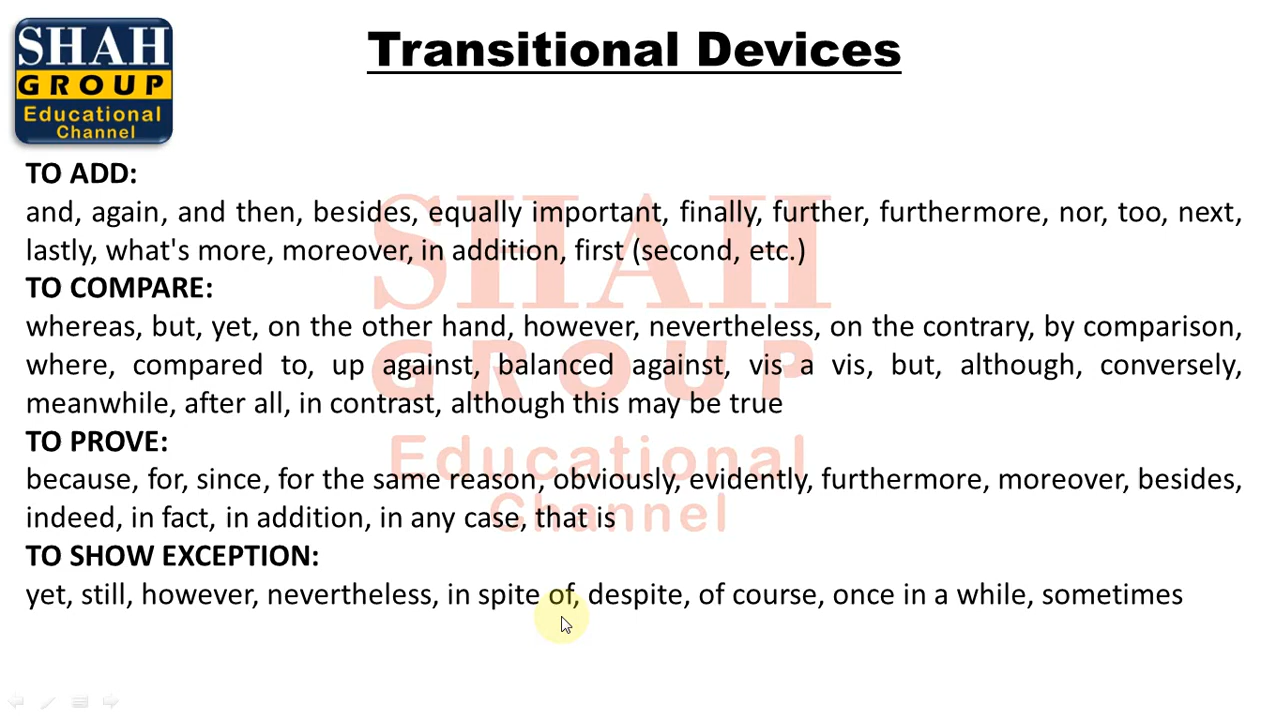 SHAH
GROUP
Educational
Channel
Transitional Devices
TO ADD:
and, again, and then, besides, equally important, finally, further, furthermore, nor, too, next,
lastly, what's more, moreover, in addition, first (second, etc.)
TO COMPARE:
whereas, but, yet, on the other hand, however, nevertheless, on the contrary, by comparison,
where, compared to, up against, balanced against, vis a vis, but, although, conversely,
meanwhile, after all, in contrast, although this may be true
TO PROVE:
because, for, since, for the same reason, obviously, evidently, furthermore, moreover, besides,
indeed, in fact, in addition, in any case, that is
TO SHOW EXCEPTION:
yet, still, however, nevertheless, in spite of, despite, of course, once in a while, sometimes
SHAH
GROUP
Educational
Channel